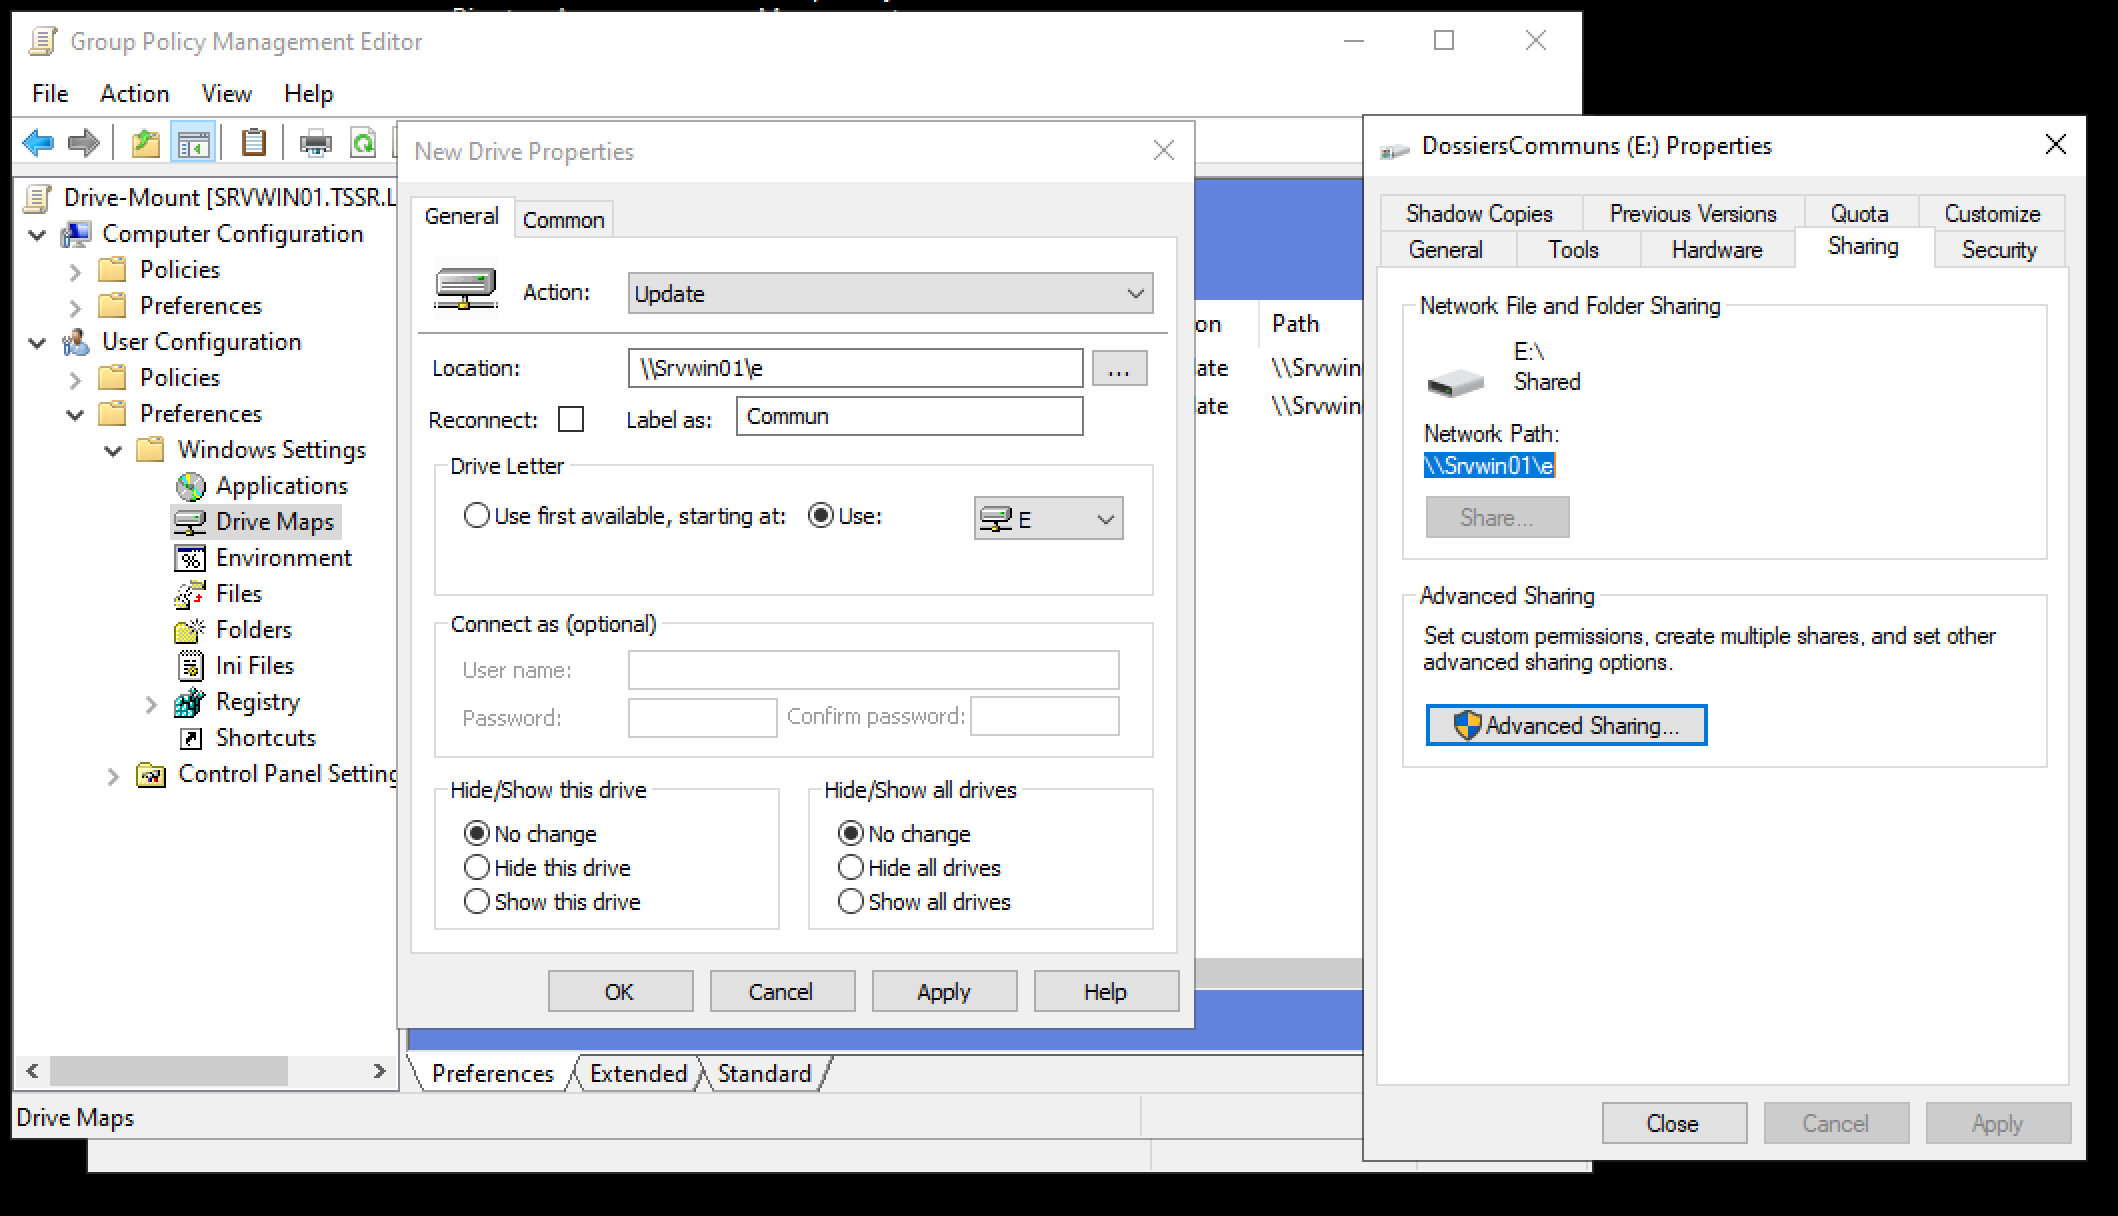 Group Policy Management Editor
File Action View Help
Drive-Mount [SRVWIN01.TSSR.L
Computer Configuration
Policies
Preferences
User Configuration
Policies
Preferences
Windows Settings
Applications
Drive Maps
Environment
Files
Folders
Ini Files
Registry
Shortcuts
Control Panel Setting
New Drive Properties
General Common
Action: Update
Location: \\Srvwin01\e ...
Reconnect: Label as: Commun
Drive Letter
Use first available, starting at: Use: E
Connect as (optional)
User name:
Password: Confirm password:
Hide/Show this drive
No change
Hide this drive
Show this drive
Hide/Show all drives
No change
Hide all drives
Show all drives
OK Cancel Apply Help
on Path
ate \\Srvwin
ate \\Srvwin
Preferences Extended Standard
Drive Maps
DossiersCommuns (E:) Properties
Shadow Copies Previous Versions Quota Customize
General Tools Hardware Sharing Security
Network File and Folder Sharing
E:\
Shared
Network Path:
\\Srvwin01\e
Share...
Advanced Sharing
Set custom permissions, create multiple shares, and set other
advanced sharing options.
Advanced Sharing...
Close Cancel Apply